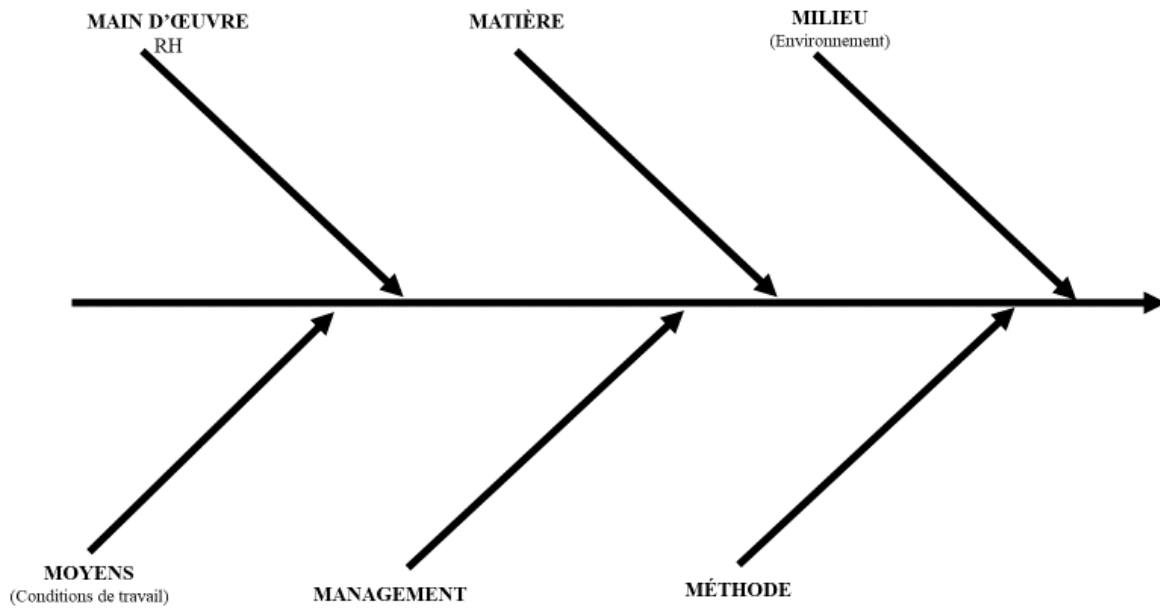 MAIN D’ŒUVRE
RH
MATIÈRE
MILIEU
(Environnement)
MOYENS
(Conditions de travail)
MANAGEMENT
MÉTHODE